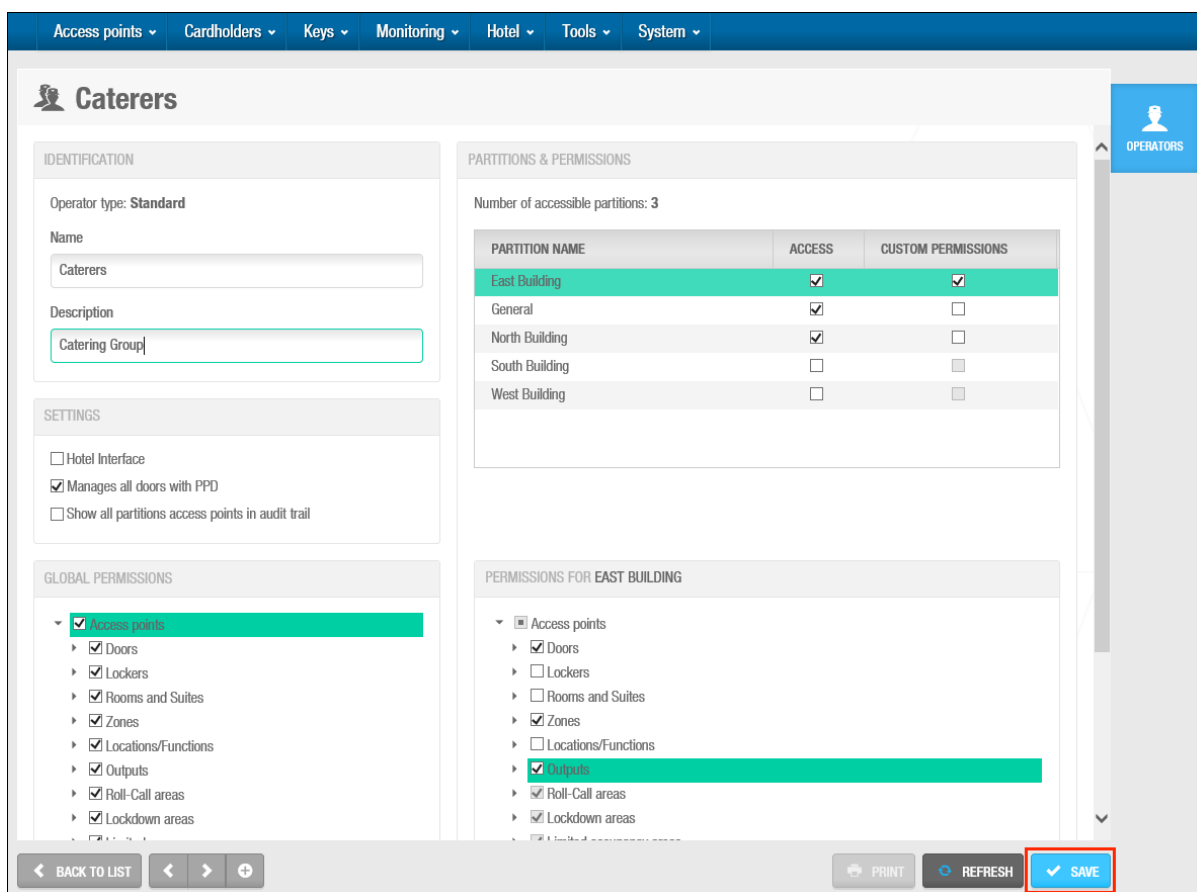 Access points Cardholders Keys Monitoring Hotel Tools System
Caterers
OPERATORS
IDENTIFICATION
Operator type: Standard
Name
Caterers
Description
Catering Group
SETTINGS
Hotel Interface
Manages all doors with PPD
Show all partitions access points in audit trail
PARTITIONS & PERMISSIONS
Number of accessible partitions: 3
PARTITION NAME ACCESS CUSTOM PERMISSIONS
East Building
General
North Building
South Building
West Building
GLOBAL PERMISSIONS
Access points
Doors
Lockers
Rooms and Suites
Zones
Locations/Functions
Outputs
Roll-Call areas
Lockdown areas
PERMISSIONS FOR EAST BUILDING
Access points
Doors
Lockers
Rooms and Suites
Zones
Locations/Functions
Outputs
Roll-Call areas
Lockdown areas
Limited occupancy areas
BACK TO LIST PRINT REFRESH SAVE